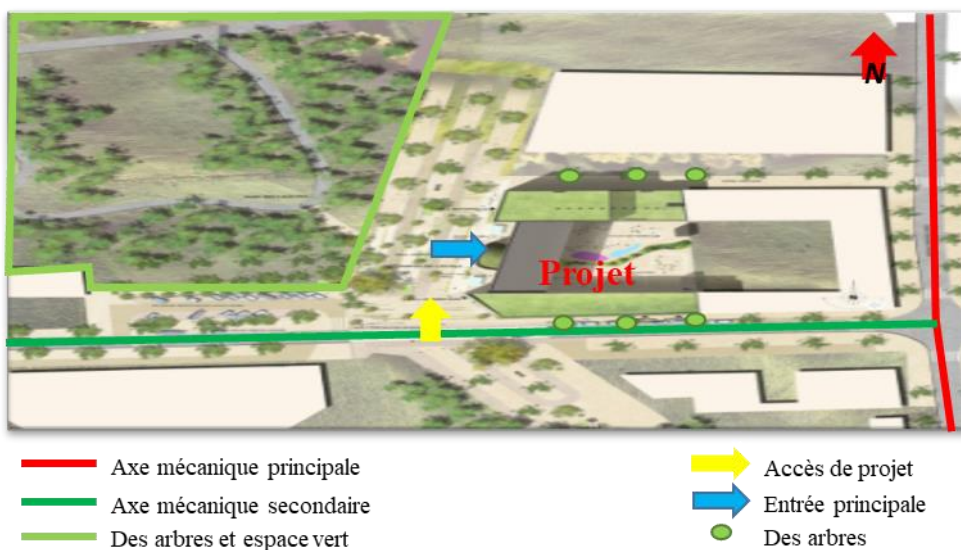 N
Projet
Axe mécanique principale
Axe mécanique secondaire
Des arbres et espace vert
Accès de projet
Entrée principale
Des arbres